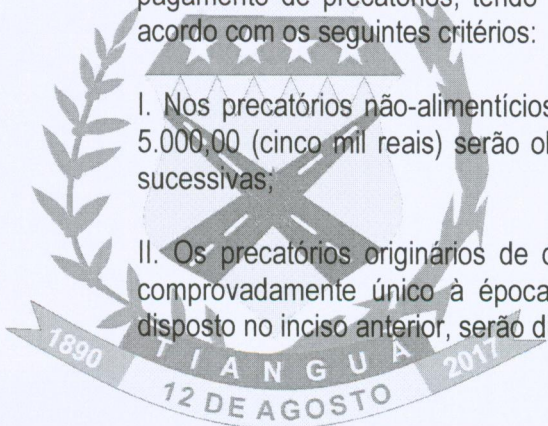 pagamento de precatórios, tendo
acordo com os seguintes critérios:
I. Nos precatórios não-alimentícios
5.000,00 (cinco mil reais) serão
sucessivas;
II. Os precatórios originários de
comprovadamente único à época
disposto no inciso anterior, serão
1890 TIANGUÁ 2017
12 DE AGOSTO